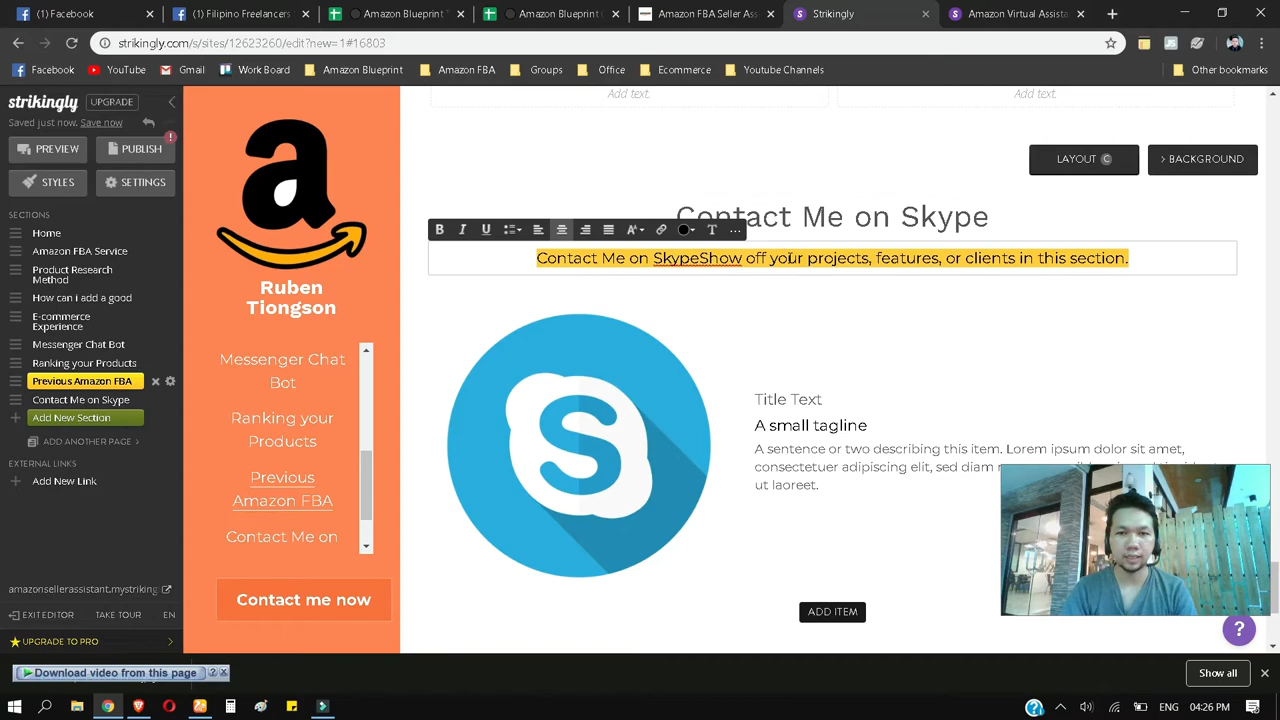 (1) Facebook
(1) Filipino Freelancers
Amazon Blueprint
Amazon Blueprint (
Amazon FBA Seller Ass
Strikingly
Amazon Virtual Assista
strikingly.com/s/sites/12623260/edit?new=1#16803
Facebook
YouTube
Gmail
Work Board
Amazon Blueprint
Amazon FBA
Groups
Office
Ecommerce
Youtube Channels
Other bookmarks
strikingly
UPGRADE
Saved just now. Save now
PREVIEW
PUBLISH
!
STYLES
SETTINGS
SECTIONS
Home
Amazon FBA Service
Product Research
Method
How can i add a good
E-commerce
Experience
Messenger Chat Bot
Ranking your Products
Previous Amazon FBA
Contact Me on Skype
Add New Section
ADD ANOTHER PAGE
EXTERNAL LINKS
Add New Link
amazonsellerassistant.mystriking
EXIT EDITOR
TAKE TOUR
EN
UPGRADE TO PRO
Ruben
Tiongson
Messenger Chat
Bot
Ranking your
Products
Previous
Amazon FBA
Contact Me on
Contact me now
Add text.
Add text.
LAYOUT C
BACKGROUND
Contact Me on Skype
B I U A T ...
Contact Me on SkypeShow off your projects, features, or clients in this section.
S
Title Text
A small tagline
A sentence or two describing this item. Lorem ipsum dolor sit amet,
consectetuer adipiscing elit, sed diam
ut laoreet.
ADD ITEM
?
Download video from this page
? x
Show all
ENG
04:26 PM